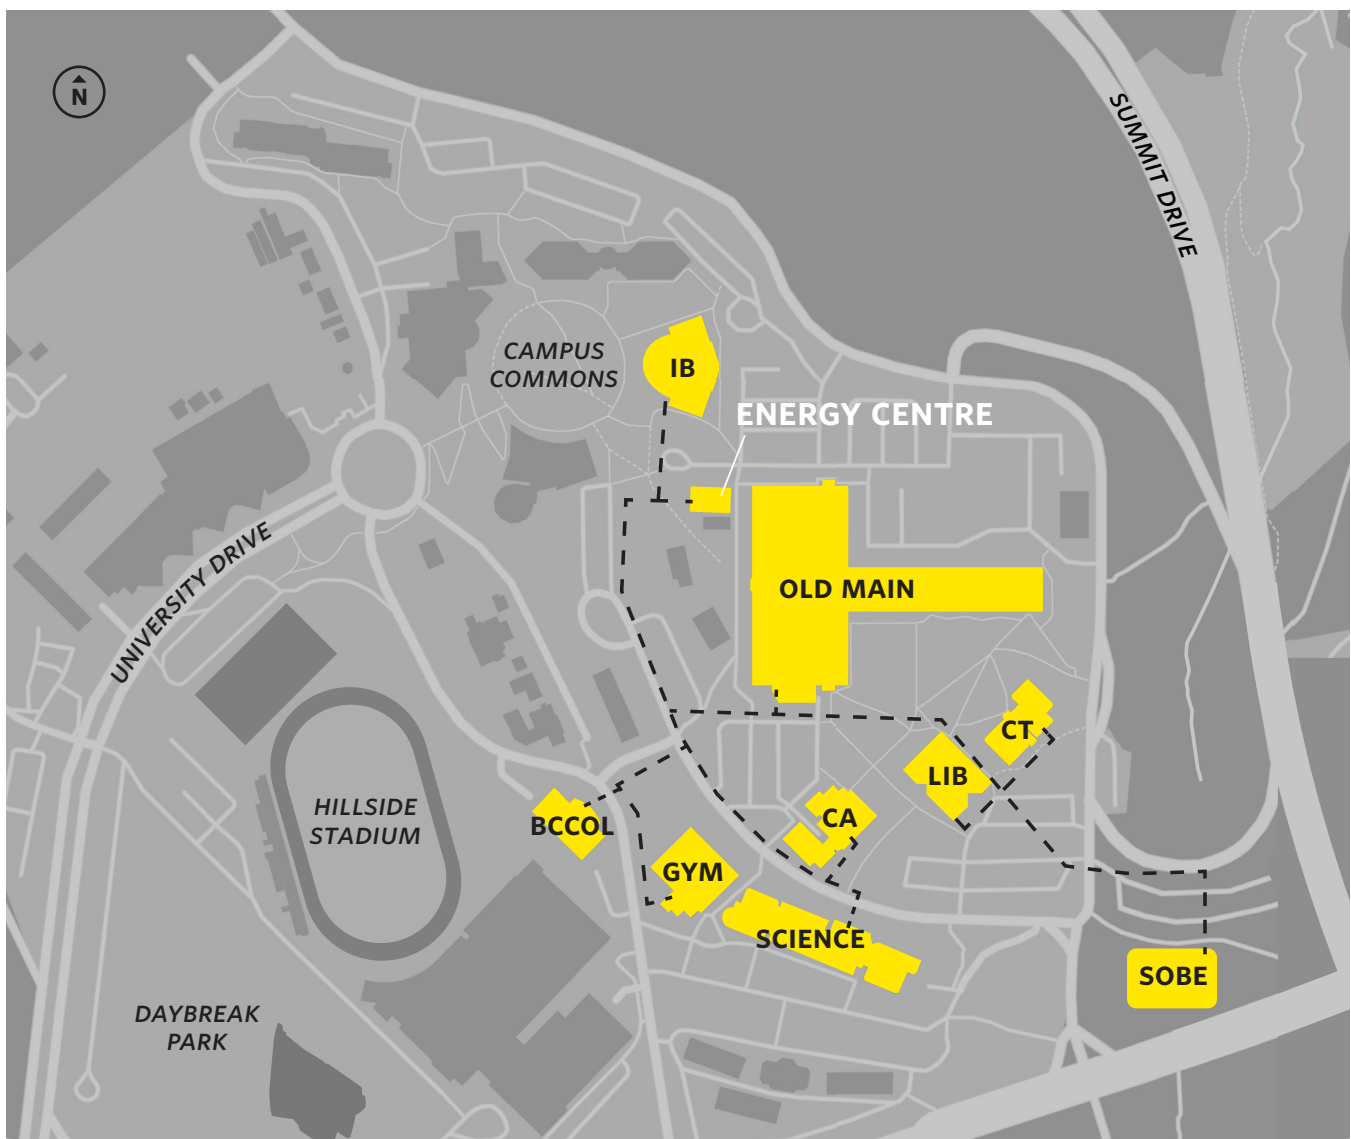 N
SUMMIT DRIVE
CAMPUS
COMMONS
IB
ENERGY CENTRE
UNIVERSITY DRIVE
OLD MAIN
CT
LIB
HILLSIDE
STADIUM
BCCOL
CA
GYM
SCIENCE
SOBE
DAYBREAK
PARK